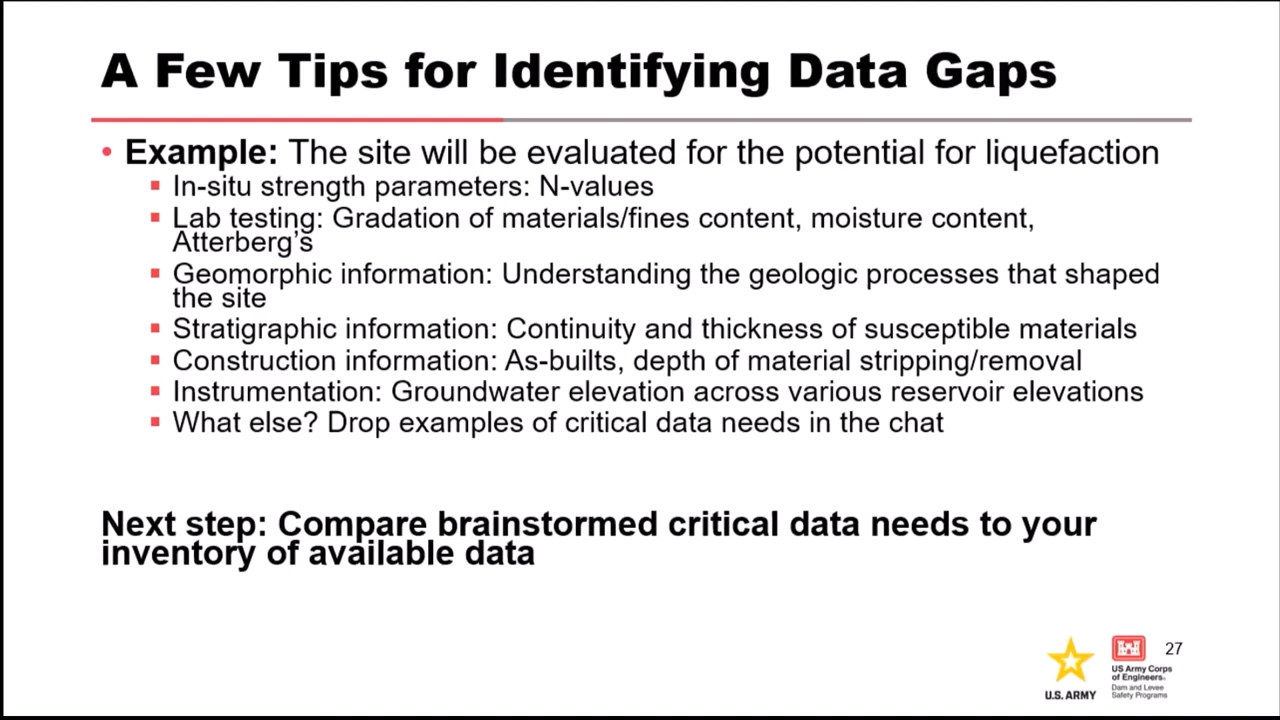 A Few Tips for Identifying Data Gaps
• Example: The site will be evaluated for the potential for liquefaction
▪ In-situ strength parameters: N-values
▪ Lab testing: Gradation of materials/fines content, moisture content,
Atterberg’s
▪ Geomorphic information: Understanding the geologic processes that shaped
the site
▪ Stratigraphic information: Continuity and thickness of susceptible materials
▪ Construction information: As-builts, depth of material stripping/removal
▪ Instrumentation: Groundwater elevation across various reservoir elevations
▪ What else? Drop examples of critical data needs in the chat
Next step: Compare brainstormed critical data needs to your
inventory of available data
U.S. ARMY
US Army Corps
of Engineers®
Dam and Levee
Safety Programs
27